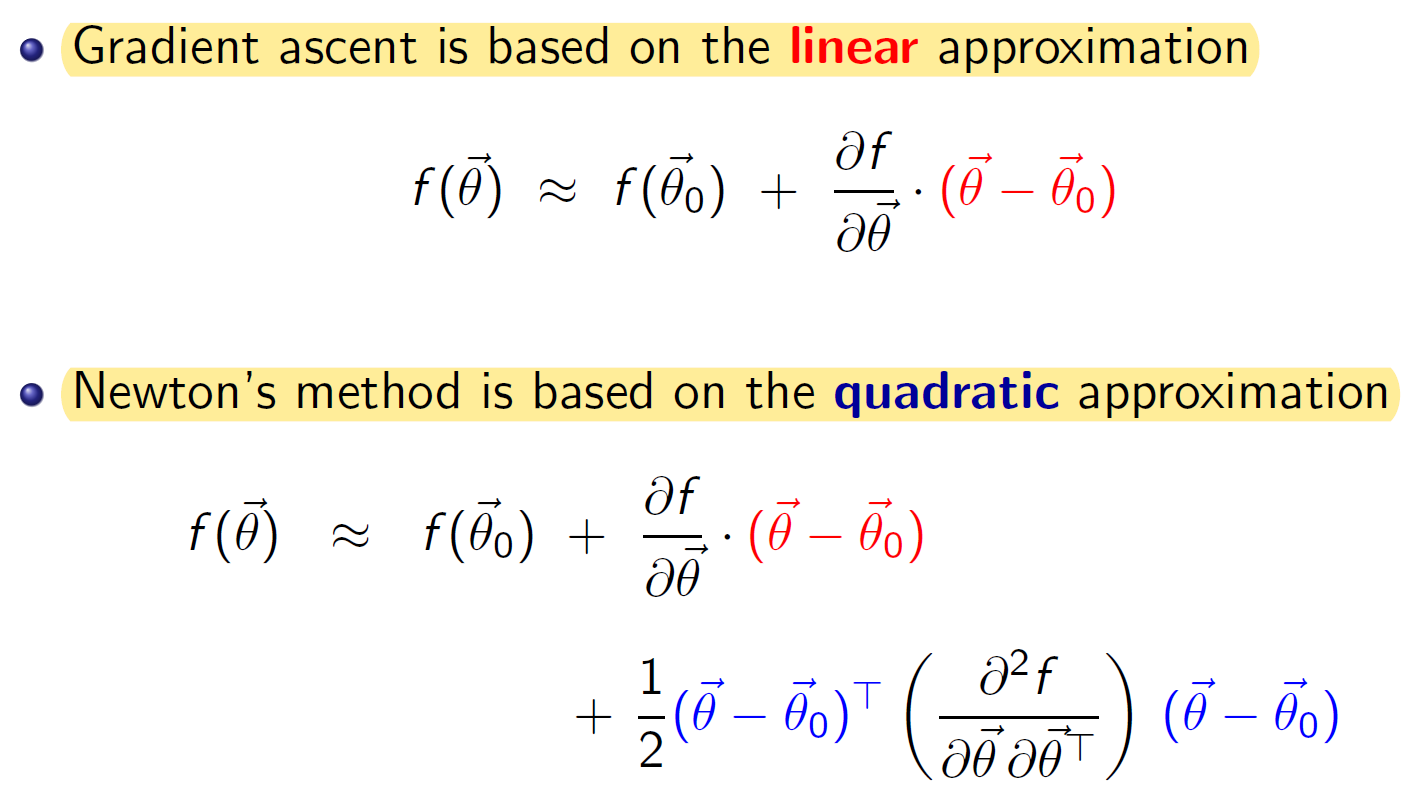 • Gradient ascent is based on the linear approximation
$f(\vec{\theta}) \approx f(\vec{\theta}_0) + \frac{\partial f}{\partial \vec{\theta}} \cdot (\vec{\theta} - \vec{\theta}_0)$
• Newton's method is based on the quadratic approximation
$f(\vec{\theta}) \approx f(\vec{\theta}_0) + \frac{\partial f}{\partial \vec{\theta}} \cdot (\vec{\theta} - \vec{\theta}_0)$
$+ \frac{1}{2} (\vec{\theta} - \vec{\theta}_0)^\top \left( \frac{\partial^2 f}{\partial \vec{\theta} \, \partial \vec{\theta}^\top} \right) (\vec{\theta} - \vec{\theta}_0)$